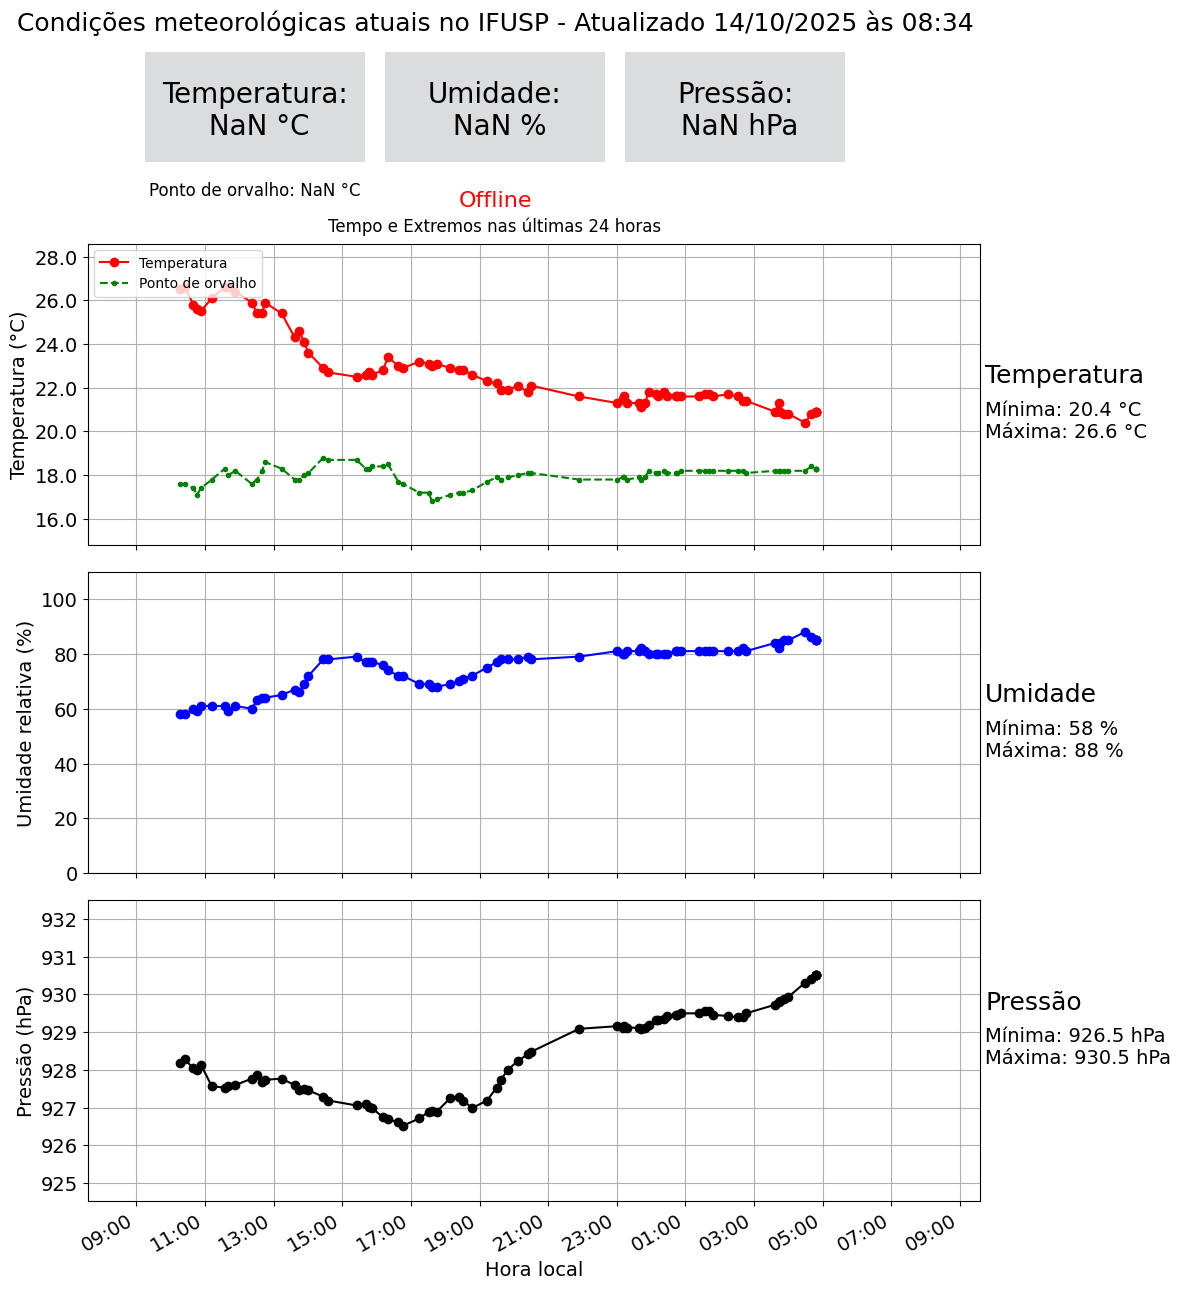 Condições meteorológicas atuais no IFUSP - Atualizado 14/10/2025 às 08:34
Temperatura:
NaN °C
Umidade:
NaN %
Pressão:
NaN hPa
Ponto de orvalho: NaN °C
Offline
Tempo e Extremos nas últimas 24 horas
Temperatura
Ponto de orvalho
28.0
26.0
24.0
22.0
20.0
18.0
16.0
Temperatura (°C)
Temperatura
Mínima: 20.4 °C
Máxima: 26.6 °C
100
80
60
40
20
0
Umidade relativa (%)
Umidade
Mínima: 58 %
Máxima: 88 %
932
931
930
929
928
927
926
925
Pressão (hPa)
Pressão
Mínima: 926.5 hPa
Máxima: 930.5 hPa
09:00 11:00 13:00 15:00 17:00 19:00 21:00 23:00 01:00 03:00 05:00 07:00 09:00
Hora local